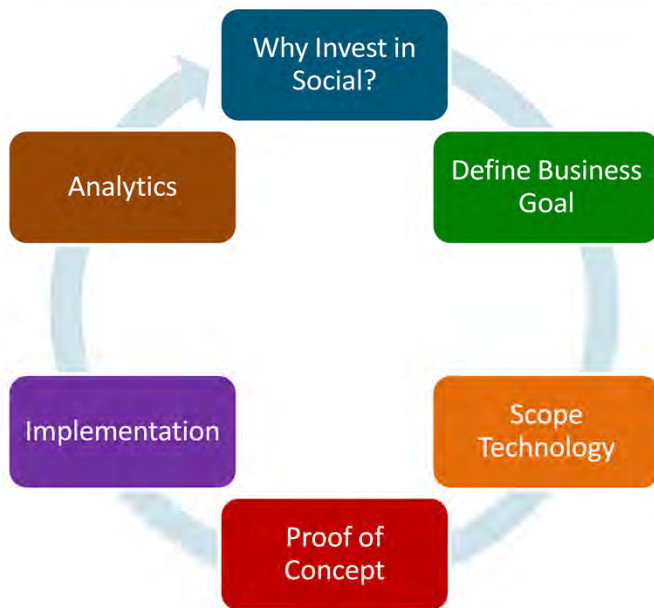 Why Invest in
Social?
Define Business
Goal
Scope
Technology
Proof of
Concept
Implementation
Analytics